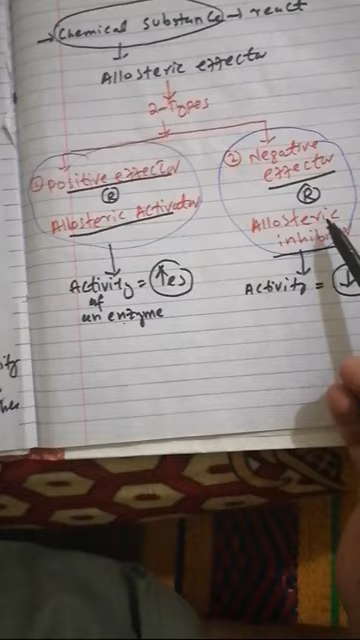 → Chemical substance → react
Allosteric effector
2-Types
① positive effector
Ⓡ
Allosteric Activator
② Negative
effector
Ⓡ
Allosteric
Activity = ↑es
of
an enzyme
Activity = ↓